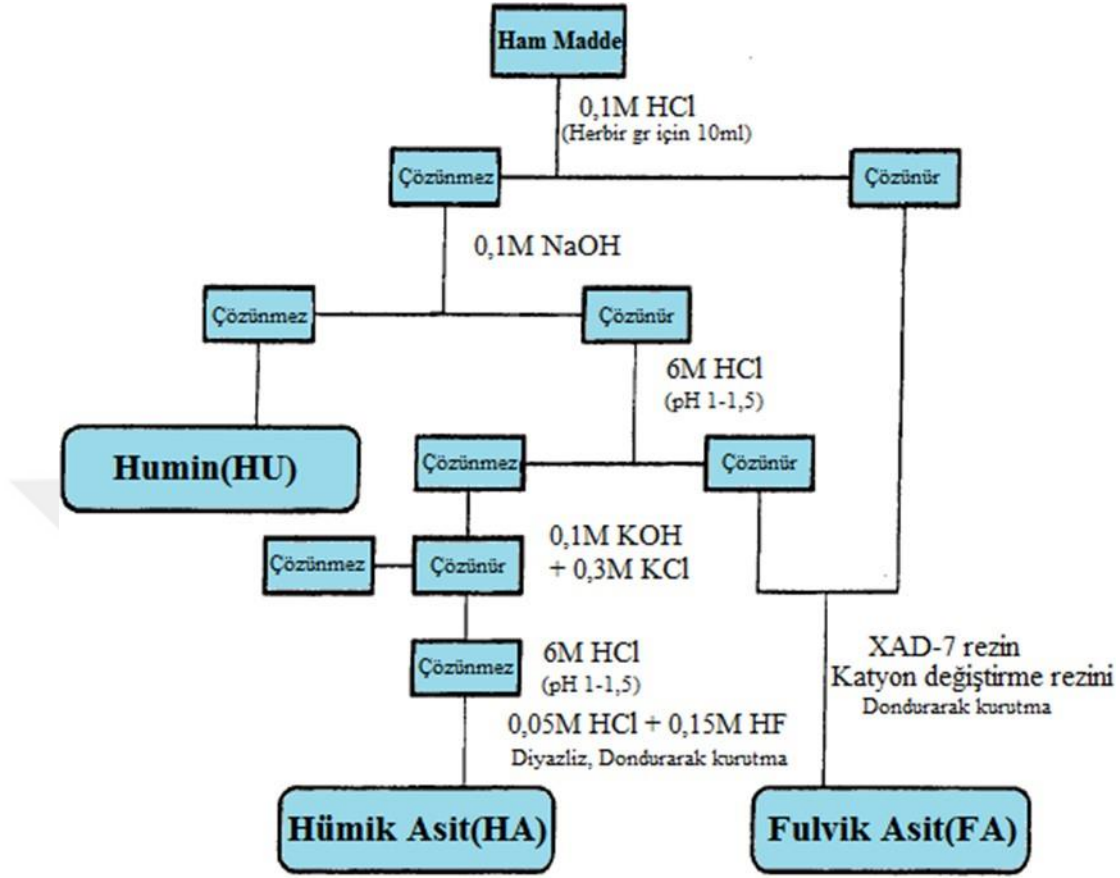 Ham Madde
0,1M HCl
(Herbir gr için 10ml)
Çözünmez
Çözünür
0,1M NaOH
Çözünmez
Çözünür
6M HCl
(pH 1-1,5)
Humin(HU)
Çözünmez
Çözünür
0,1M KOH
+ 0,3M KCl
Çözünmez
Çözünür
Çözünmez
6M HCl
(pH 1-1,5)
XAD-7 rezin
Katyon değiştirme rezini
Dondurarak kurutma
0,05M HCl + 0,15M HF
Diyazliz, Dondurarak kurutma
Hümik Asit(HA)
Fulvik Asit(FA)